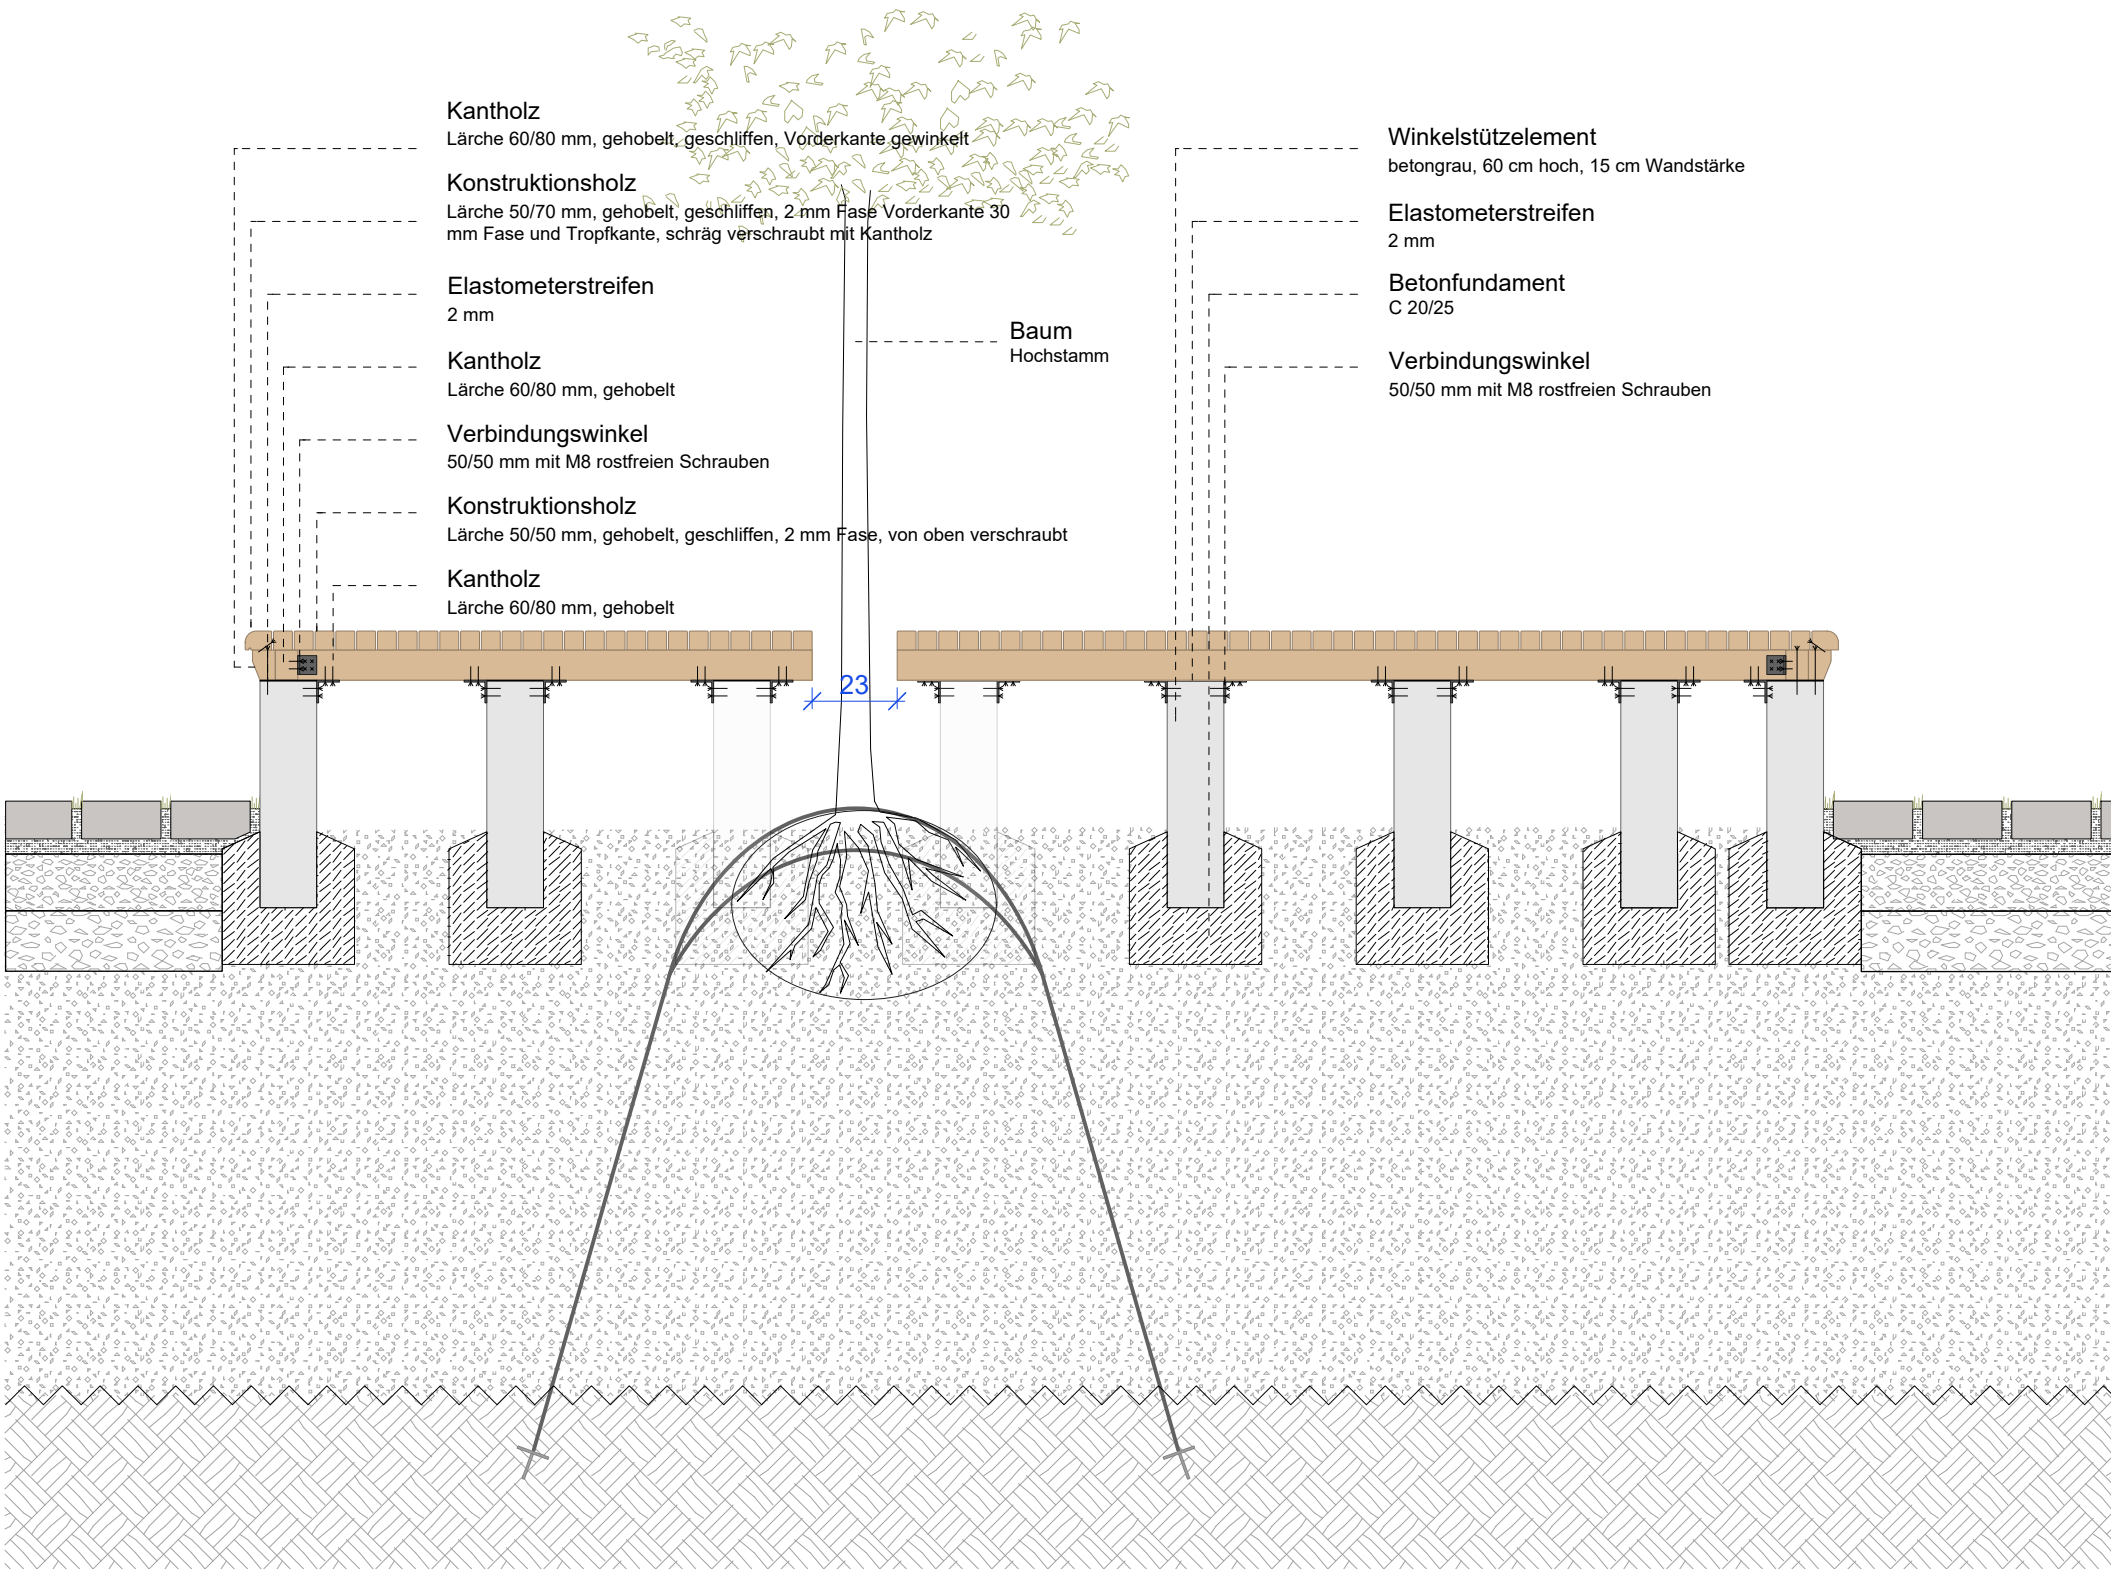 Kantholz
Lärche 60/80 mm, gehobelt, geschliffen, Vorderkante gewinkelt
Konstruktionsholz
Lärche 50/70 mm, gehobelt, geschliffen, 2 mm Fase Vorderkante 30
mm Fase und Tropfkante, schräg verschraubt mit Kantholz
Elastometerstreifen
2 mm
Kantholz
Lärche 60/80 mm, gehobelt
Verbindungswinkel
50/50 mm mit M8 rostfreien Schrauben
Konstruktionsholz
Lärche 50/50 mm, gehobelt, geschliffen, 2 mm Fase, von oben verschraubt
Kantholz
Lärche 60/80 mm, gehobelt
Baum
Hochstamm
Winkelstützelement
betongrau, 60 cm hoch, 15 cm Wandstärke
Elastometerstreifen
2 mm
Betonfundament
C 20/25
Verbindungswinkel
50/50 mm mit M8 rostfreien Schrauben
23